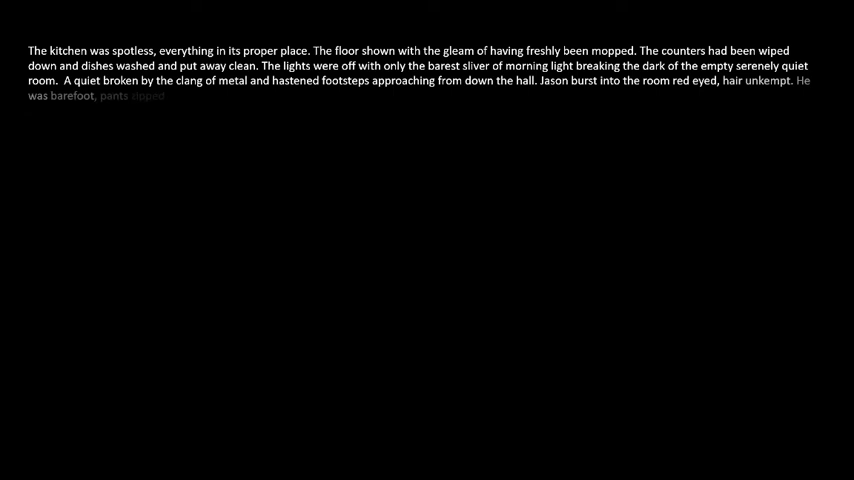 The kitchen was spotless, everything in its proper place. The floor shown with the gleam of having freshly been mopped. The counters had been wiped
down and dishes washed and put away clean. The lights were off with only the barest sliver of morning light breaking the dark of the empty serenely quiet
room.  A quiet broken by the clang of metal and hastened footsteps approaching from down the hall. Jason burst into the room red eyed, hair unkempt. He
was barefoot, pants zipped